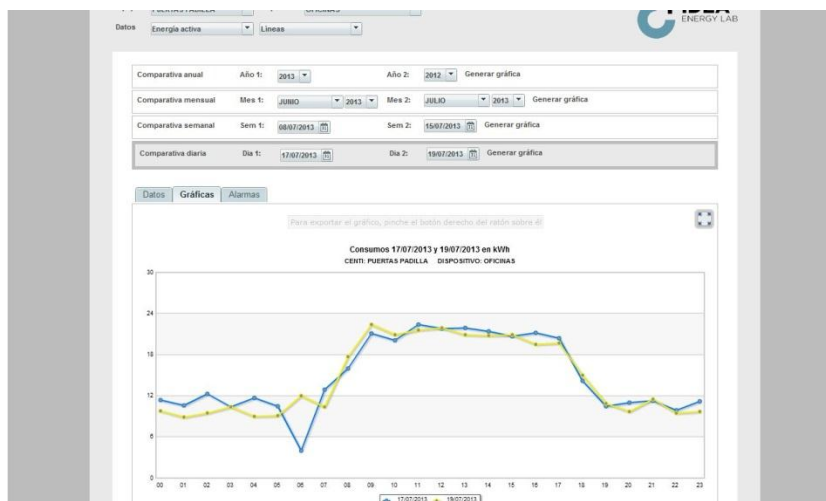 PUERTAS PADILLA OFICINAS
IDEA
ENERGY LAB
Datos Energía activa Líneas
Comparativa anual Año 1: 2013 Año 2: 2012 Generar gráfica
Comparativa mensual Mes 1: JUNIO 2013 Mes 2: JULIO 2013 Generar gráfica
Comparativa semanal Sem 1: 08/07/2013 Sem 2: 15/07/2013 Generar gráfica
Comparativa diaria Dia 1: 17/07/2013 Dia 2: 19/07/2013 Generar gráfica
Datos Gráficas Alarmas
Para exportar el gráfico, pinche el botón derecho del ratón sobre él
Consumos 17/07/2013 y 19/07/2013 en kWh
CENTI: PUERTAS PADILLA DISPOSITIVO: OFICINAS
30
24
18
12
6
0
00 01 02 03 04 05 06 07 08 09 10 11 12 13 14 15 16 17 18 19 20 21 22 23
17/07/2013 19/07/2013